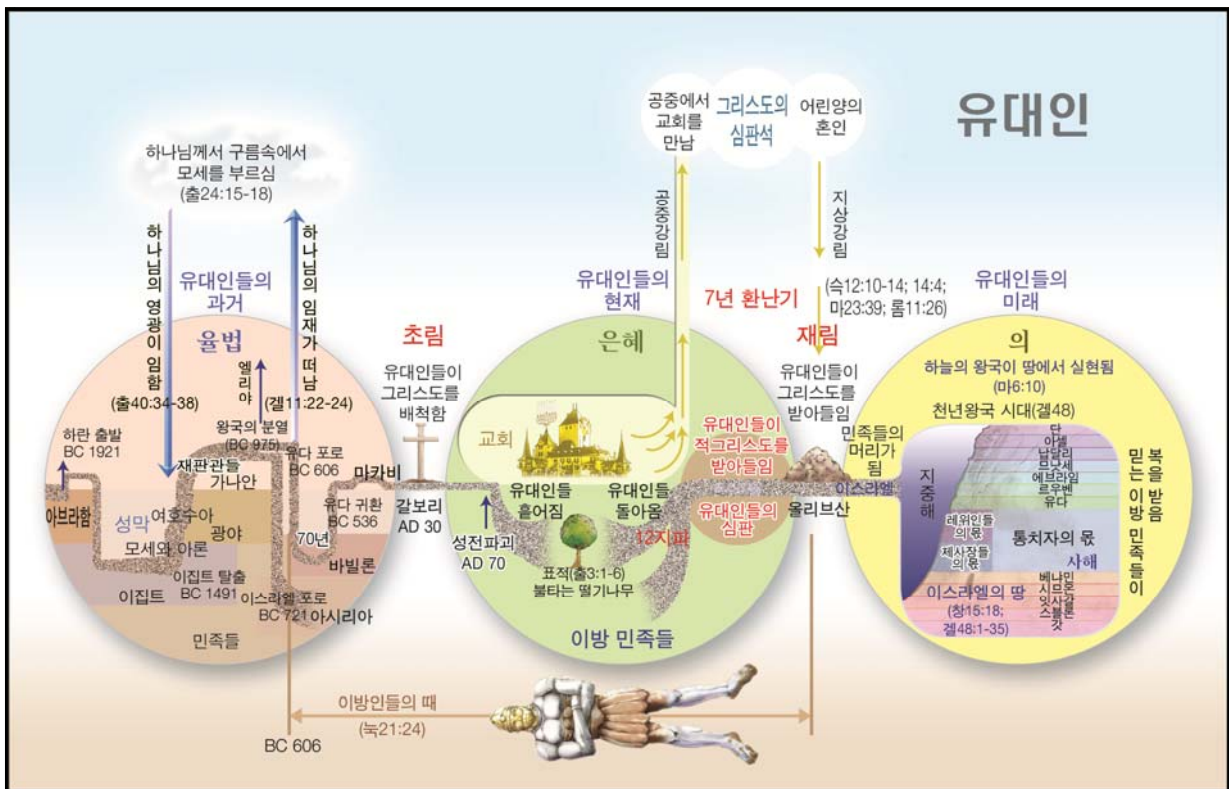 유대인
공중에서
교회를
만남
그리스도의
심판석
어린양의
혼인
하나님께서 구름속에서
모세를 부르심
(출24:15-18)
공중강림
지상강림
하나님의 영광이 임함
(출40:34-38)
하나님의 임재가 떠남
(겔11:22-24)
유대인들의
과거
율법
엘리야
왕국의 분열
(BC 975)
하란 출발
BC 1921
아브라함
재판관들
가나안
유다 포로
BC 606
성막
여호수아
광야
모세와 아론
이집트 탈출
BC 1491
이집트
유다 귀환
BC 536
70년
바빌론
이스라엘 포로
BC 721
아시리아
민족들
마카비
초림
유대인들이
그리스도를
배척함
갈보리
AD 30
유대인들의
현재
은혜
교회
성전파괴
AD 70
유대인들
흩어짐
유대인들
돌아옴
12지파
표적(출3:1-6)
불타는 떨기나무
이방 민족들
7년 환난기
유대인들이
적그리스도를
받아들임
유대인들의
심판
(슥12:10-14; 14:4;
마23:39; 롬11:26)
재림
유대인들이
그리스도를
받아들임
올리브산
민족들의
머리가
됨
이스라엘
유대인들의
미래
의
하늘의 왕국이 땅에서 실현됨
(마6:10)
천년왕국 시대(겔48)
지중해
단
아셀
납달리
므낫세
에브라임
르우벤
유다
레위인들
의 몫
제사장들
의 몫
통치자의 몫
사해
베냐민
시므온
잇사갈
스불론
갓
이스라엘의 땅
(창15:18;
겔48:1-35)
믿는 이방 민족들이
복을 받음
이방인들의 때
(눅21:24)
BC 606